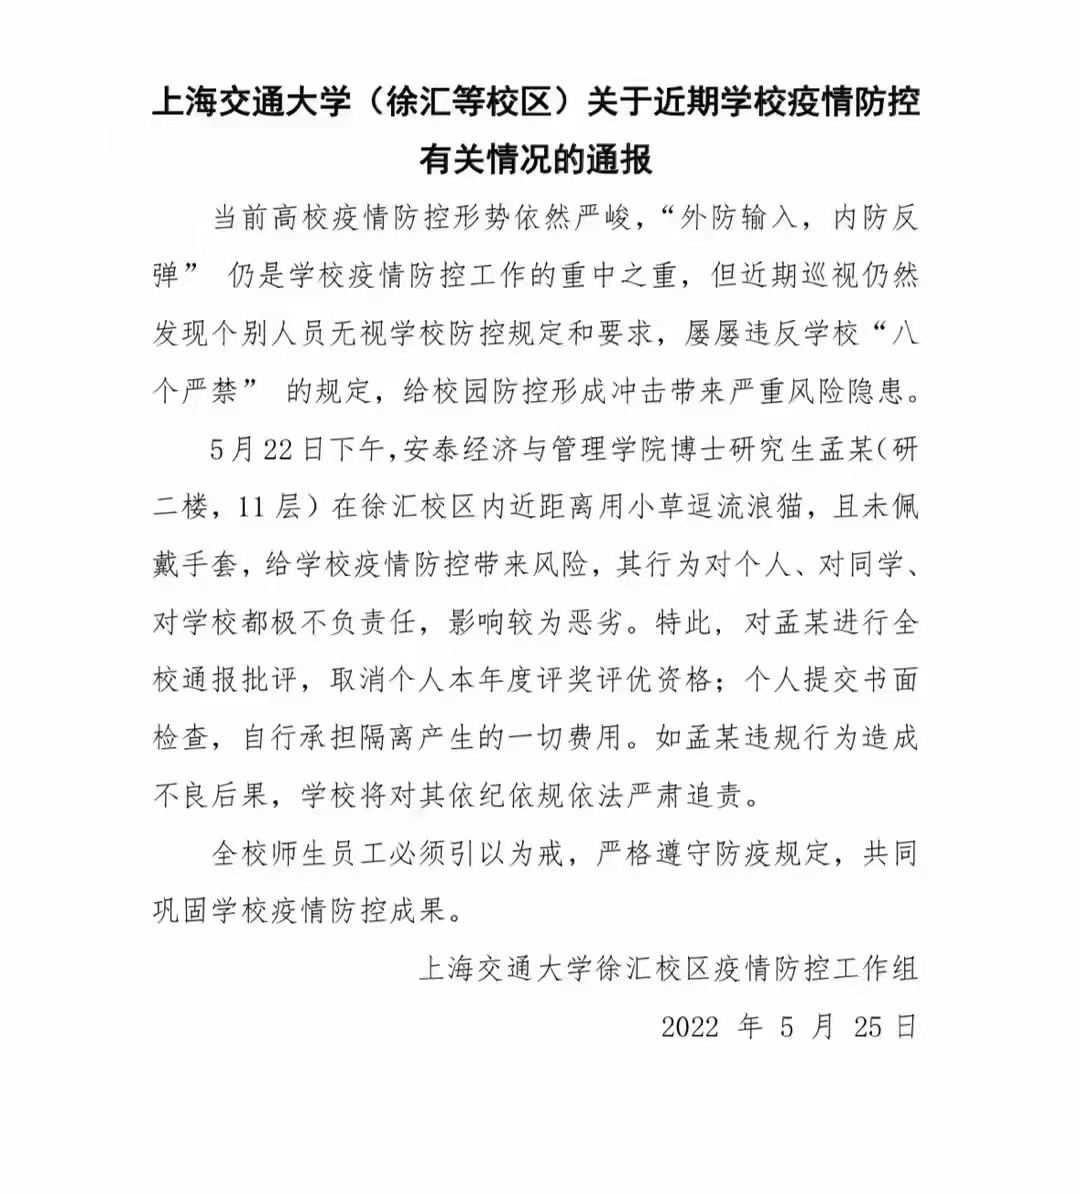 上海交通大学（徐汇等校区）关于近期学校疫情防控
有关情况的通报
当前高校疫情防控形势依然严峻，“外防输入，内防反
弹” 仍是学校疫情防控工作的重中之重，但近期巡视仍然
发现个别人员无视学校防控规定和要求，屡屡违反学校“八
个严禁” 的规定，给校园防控形成冲击带来严重风险隐患。
5月22日下午，安泰经济与管理学院博士研究生孟某（研
二楼，11层）在徐汇校区内近距离用小草逗流浪猫，且未佩
戴手套，给学校疫情防控带来风险，其行为对个人、对同学、
对学校都极不负责任，影响较为恶劣。特此，对孟某进行全
校通报批评，取消个人本年度评奖评优资格；个人提交书面
检查，自行承担隔离产生的一切费用。如孟某违规行为造成
不良后果，学校将对其依纪依规依法严肃追责。
全校师生员工必须引以为戒，严格遵守防疫规定，共同
巩固学校疫情防控成果。
上海交通大学徐汇校区疫情防控工作组
2022 年 5 月 25日